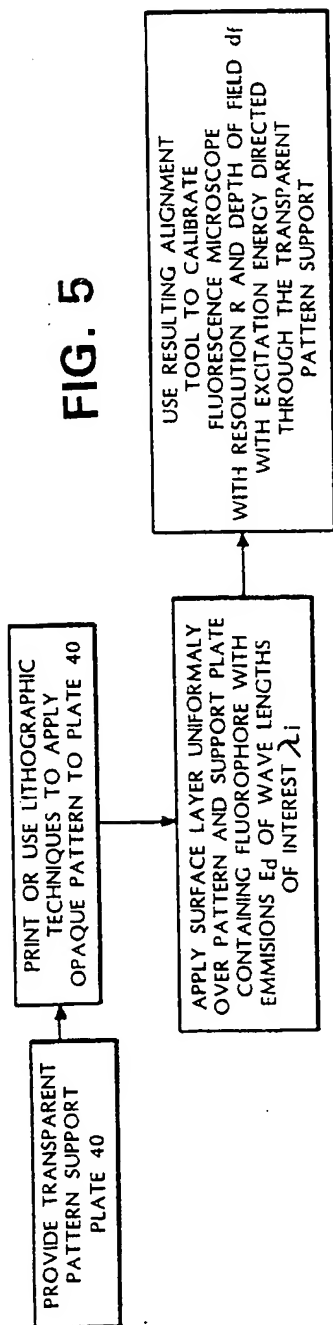 FIG. 5
PROVIDE TRANSPARENT
PATTERN SUPPORT
PLATE 40
PRINT OR USE LITHOGRAPHIC
TECHNIQUES TO APPLY
OPAQUE PATTERN TO PLATE 40
APPLY SURFACE LAYER UNIFORMALY
OVER PATTERN AND SUPPORT PLATE
CONTAINING FLUOROPHORE WITH
EMMISIONS Ed OF WAVE LENGTHS
OF INTEREST λi
USE RESULTING ALIGNMENT
TOOL TO CALIBRATE
FLUORESCENCE MICROSCOPE
WITH RESOLUTION R AND DEPTH OF FIELD df
WITH EXCITATION ENERGY DIRECTED
THROUGH THE TRANSPARENT
PATTERN SUPPORT